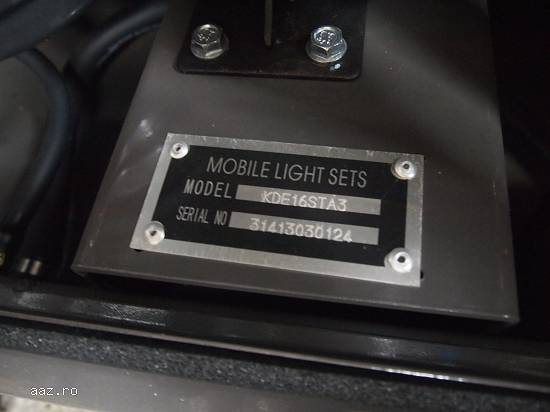 MOBILE LIGHT SETS
MODEL KDE16STA3
SERIAL NO 31413030124
aaz.ro